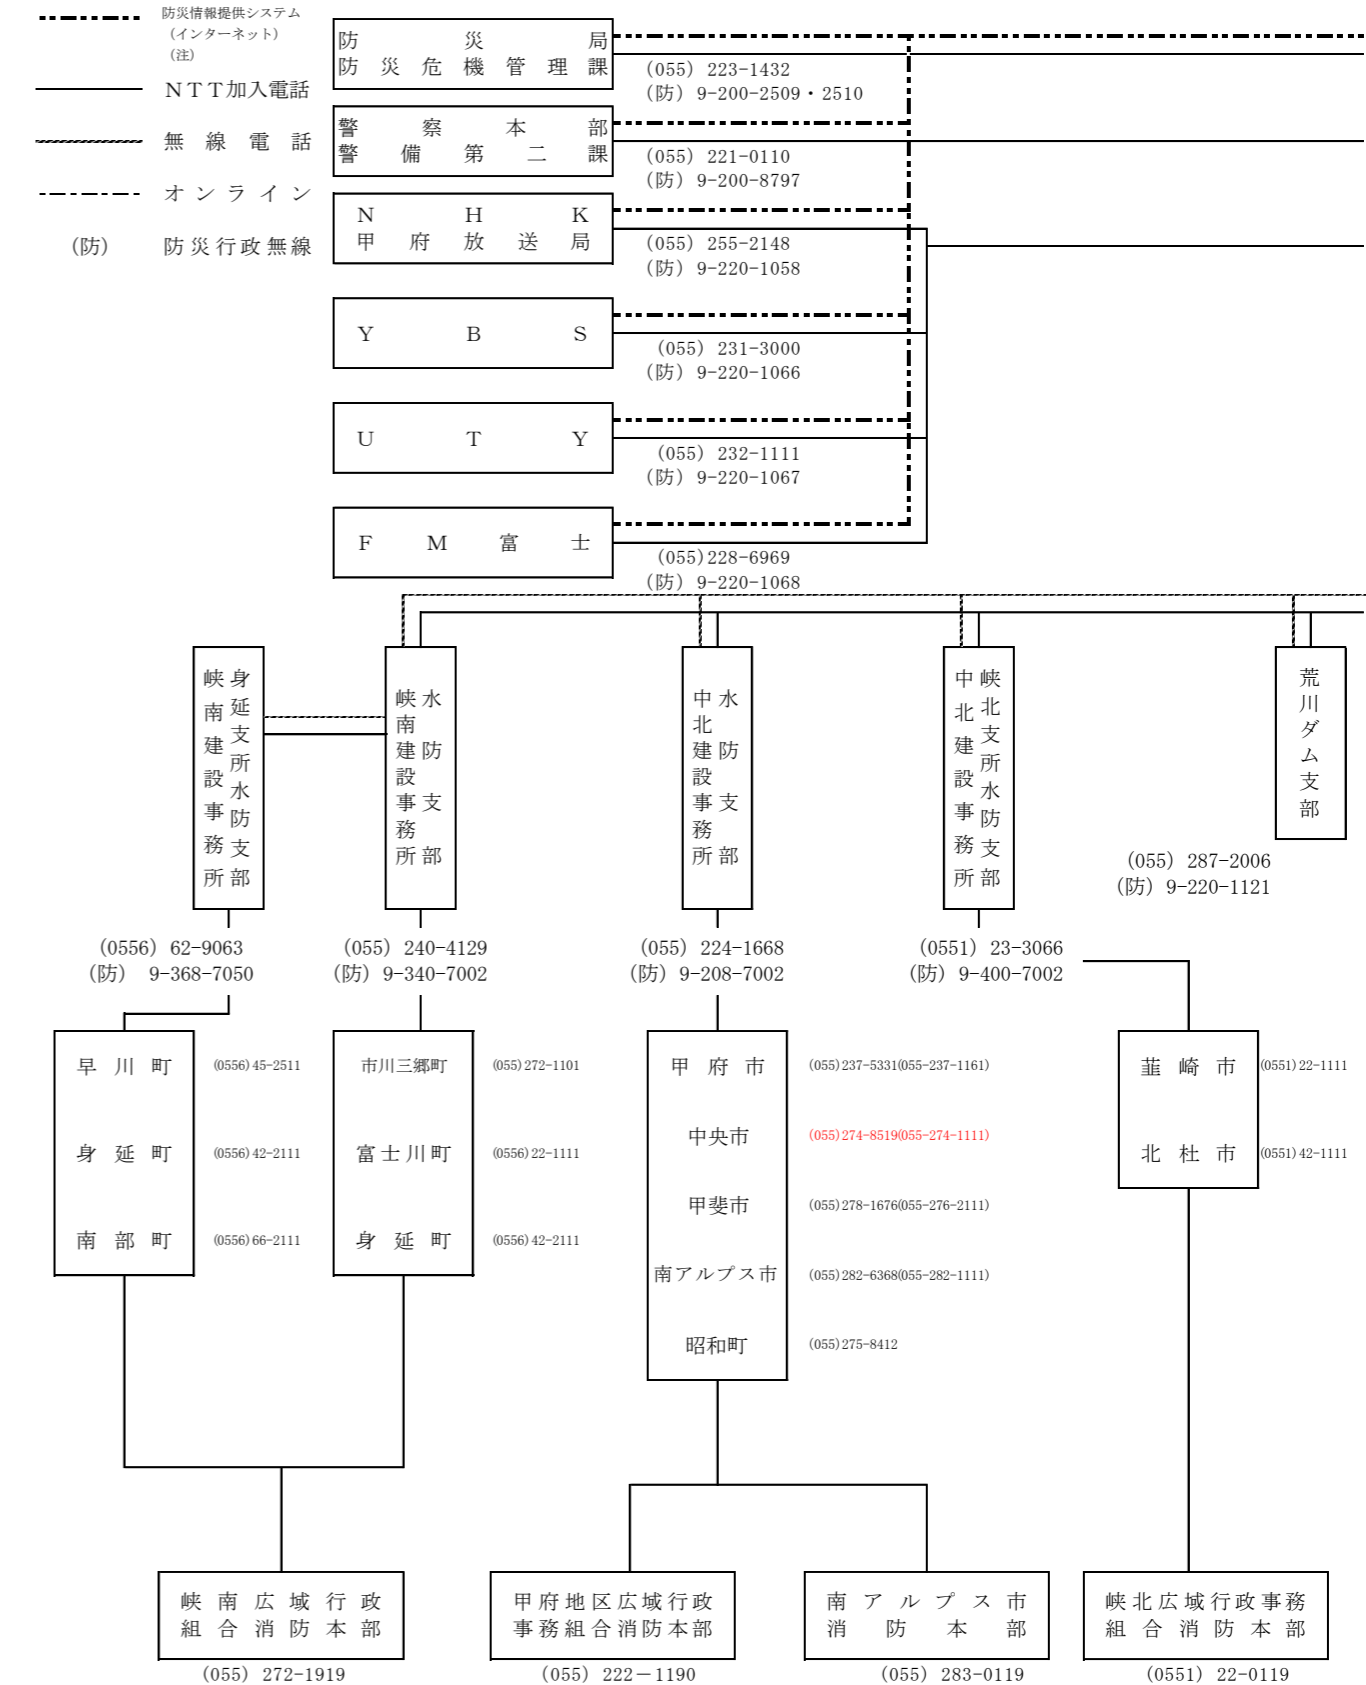 防災情報提供システム
（インターネット）
（注）
ＮＴＴ加入電話
無線電話
オンライン
（防） 防災行政無線
防災局
防災危機管理課
（055）223-1432
（防）9-200-2509・2510
警察本部
警備第二課
（055）221-0110
（防）9-200-8797
ＮＨＫ
甲府放送局
（055）255-2148
（防）9-220-1058
ＹＢＳ
（055）231-3000
（防）9-220-1066
ＵＴＹ
（055）232-1111
（防）9-220-1067
ＦＭ富士
（055）228-6969
（防）9-220-1068
峡南建設事務所
身延支所水防支部
峡南建設事務所
水防支部
中北建設事務所
水防支部
中北建設事務所
峡北支所水防支部
荒川ダム支部
（055）287-2006
（防）9-220-1121
（0556）62-9063
（防） 9-368-7050
（055）240-4129
（防）9-340-7002
（055）224-1668
（防）9-208-7002
（0551）23-3066
（防）9-400-7002
早川町 (0556)45-2511
身延町 (0556)42-2111
南部町 (0556)66-2111
市川三郷町 (055)272-1101
富士川町 (0556)22-1111
身延町 (0556)42-2111
甲府市 (055)237-5331(055-237-1161)
中央市 (055)274-8519(055-274-1111)
甲斐市 (055)278-1676(055-276-2111)
南アルプス市 (055)282-6368(055-282-1111)
昭和町 (055)275-8412
韮崎市 (0551)22-1111
北杜市 (0551)42-1111
峡南広域行政
組合消防本部
（055）272-1919
甲府地区広域行政
事務組合消防本部
（055）222－1190
南アルプス市
消防本部
（055）283-0119
峡北広域行政事務
組合消防本部
（0551）22-0119